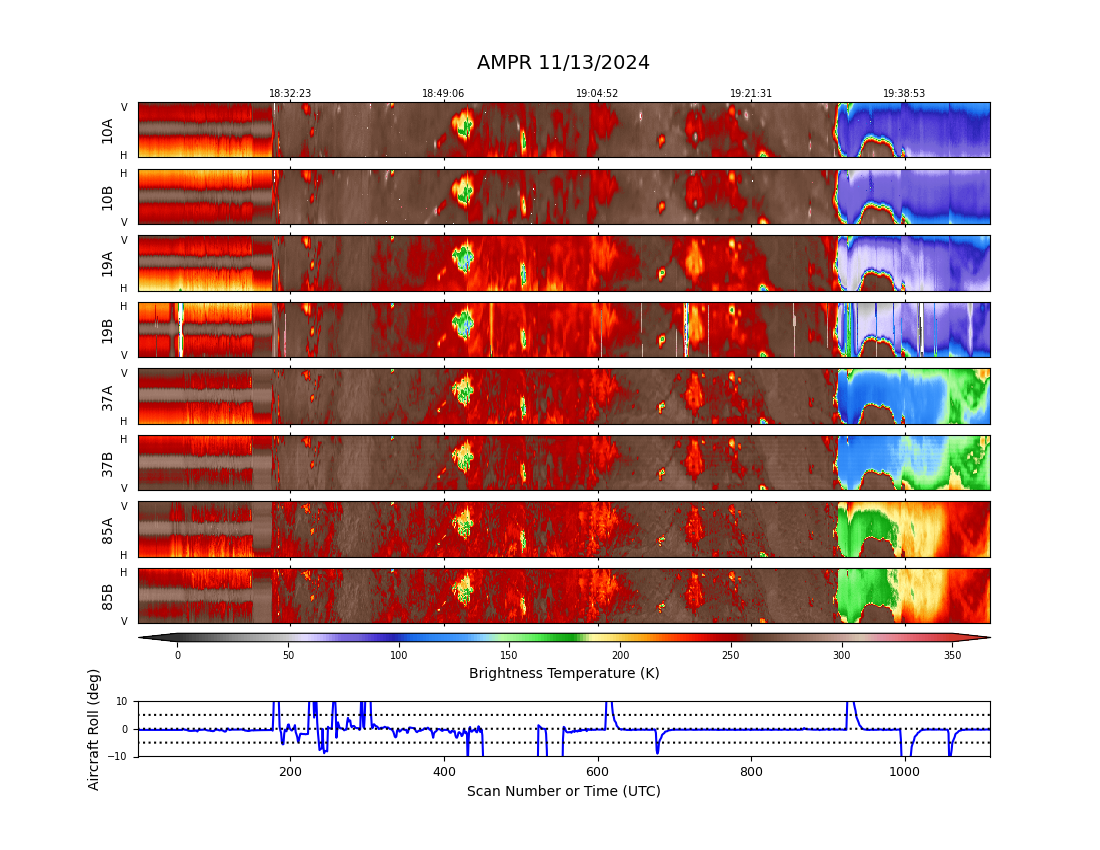 AMPR 11/13/2024
18:32:23 18:49:06 19:04:52 19:21:31 19:38:53
V
10A
H
H
10B
V
V
19A
H
H
19B
V
V
37A
H
H
37B
V
V
85A
H
H
85B
V
0 50 100 150 200 250 300 350
Brightness Temperature (K)
Aircraft Roll (deg)
10
0
−10
200 400 600 800 1000
Scan Number or Time (UTC)